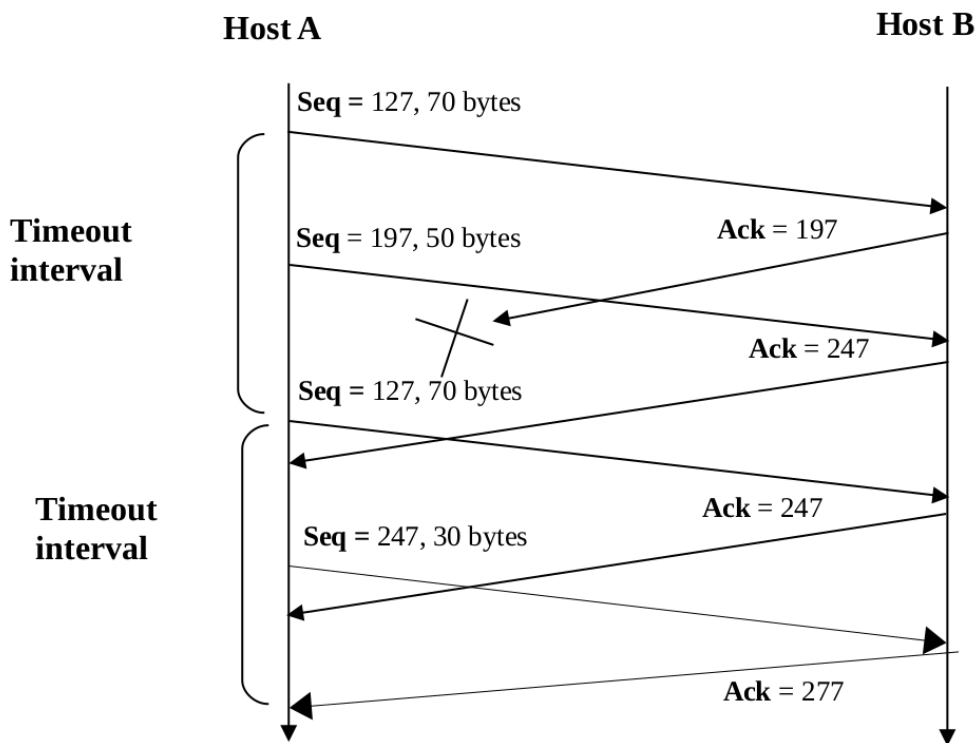 Host A
Host B
Seq = 127, 70 bytes
Ack = 197
Timeout
interval
Seq = 197, 50 bytes
Ack = 247
Seq = 127, 70 bytes
Ack = 247
Timeout
interval
Seq = 247, 30 bytes
Ack = 277